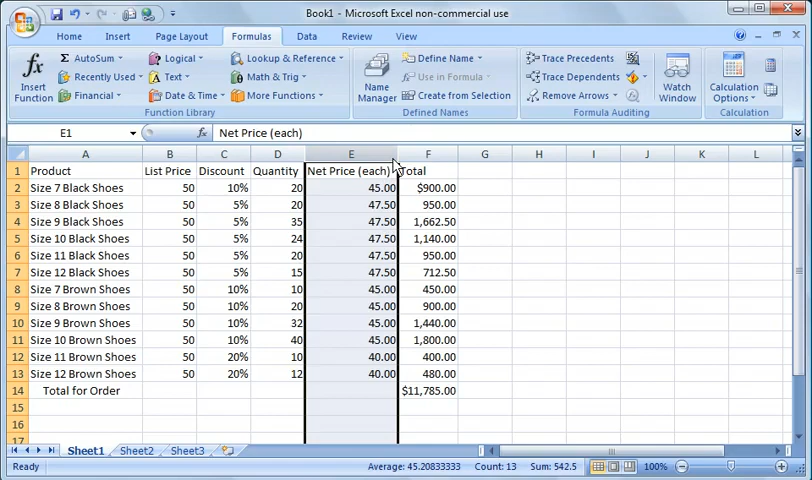 Book1 - Microsoft Excel non-commercial use
Home Insert Page Layout Formulas Data Review View
fx Insert Function
Σ AutoSum
Recently Used
Financial
Logical
Text
Date & Time
Lookup & Reference
Math & Trig
More Functions
Function Library
Name Manager
Define Name
Use in Formula
Create from Selection
Defined Names
Trace Precedents
Trace Dependents
Remove Arrows
Formula Auditing
Watch Window
Calculation Options
Calculation
E1 fx Net Price (each)
A B C D E F G H I J K L
1 Product List Price Discount Quantity Net Price (each) Total
2 Size 7 Black Shoes 50 10% 20 45.00 $900.00
3 Size 8 Black Shoes 50 5% 20 47.50 950.00
4 Size 9 Black Shoes 50 5% 35 47.50 1,662.50
5 Size 10 Black Shoes 50 5% 24 47.50 1,140.00
6 Size 11 Black Shoes 50 5% 20 47.50 950.00
7 Size 12 Black Shoes 50 5% 15 47.50 712.50
8 Size 7 Brown Shoes 50 10% 10 45.00 450.00
9 Size 8 Brown Shoes 50 10% 20 45.00 900.00
10 Size 9 Brown Shoes 50 10% 32 45.00 1,440.00
11 Size 10 Brown Shoes 50 10% 40 45.00 1,800.00
12 Size 11 Brown Shoes 50 20% 10 40.00 400.00
13 Size 12 Brown Shoes 50 20% 12 40.00 480.00
14 Total for Order $11,785.00
15
16
17
Sheet1 Sheet2 Sheet3
Ready Average: 45.20833333 Count: 13 Sum: 542.5 100%